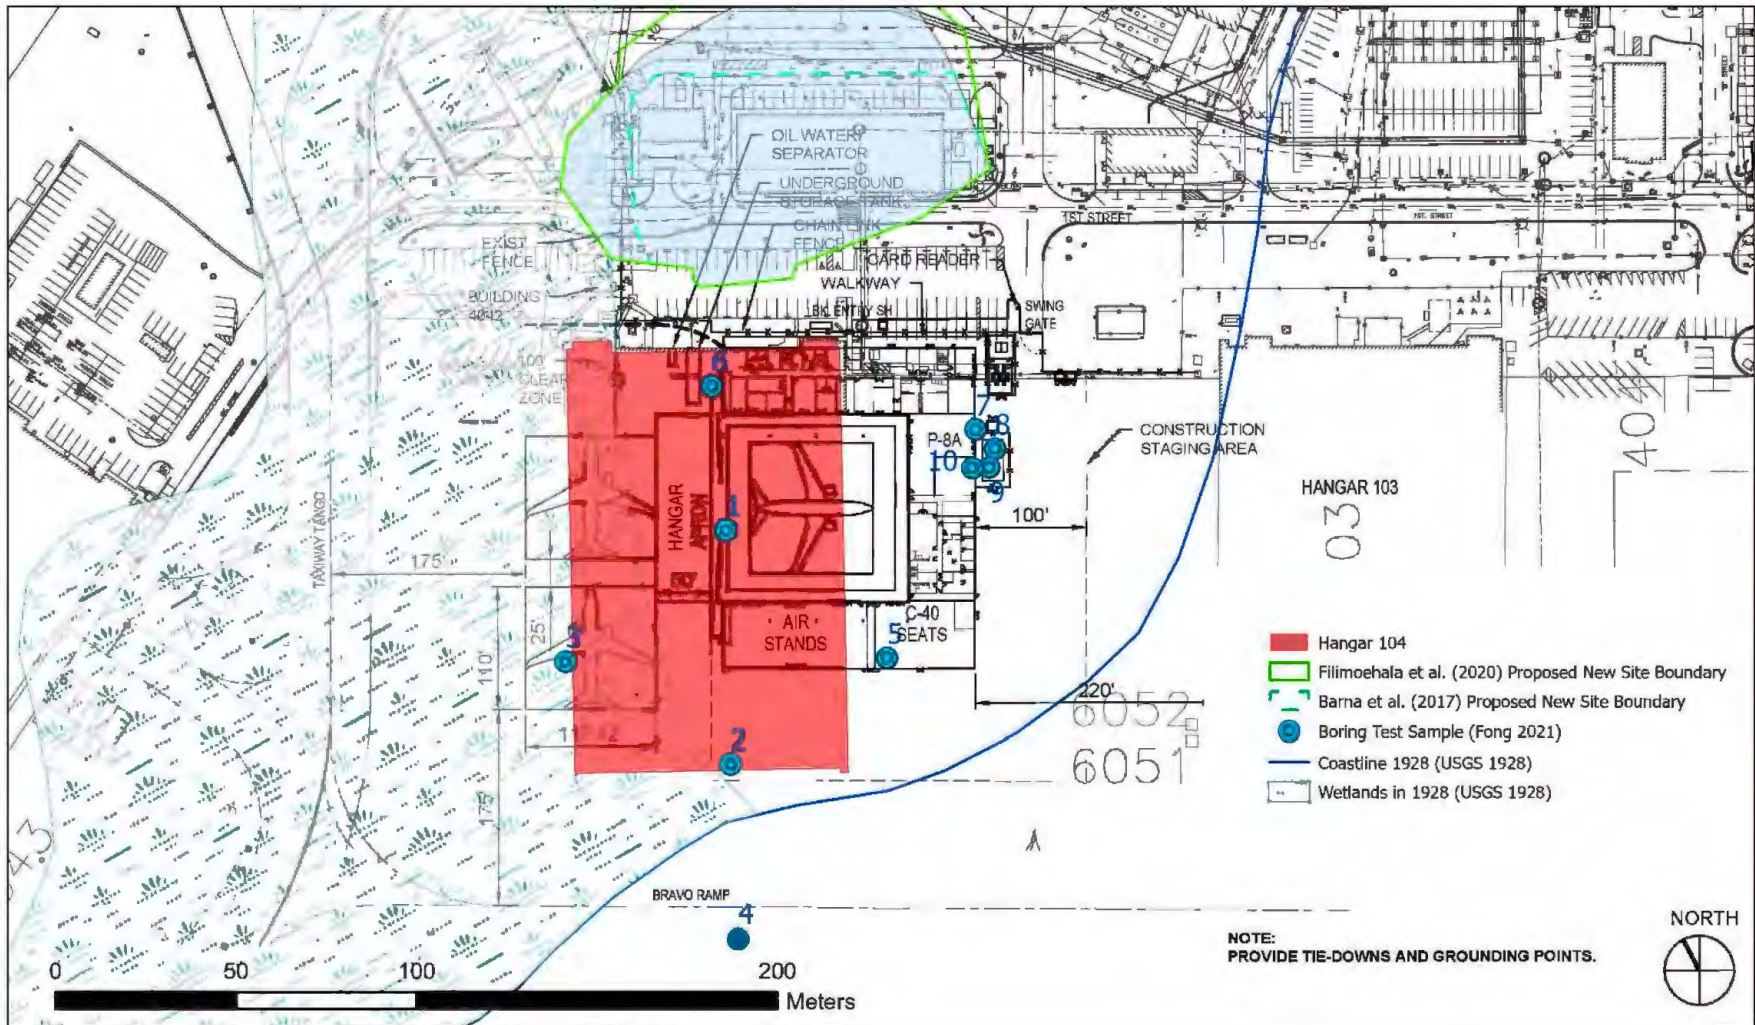 OIL WATER
SEPARATOR
UNDERGROUND
STORAGE TANK
CHAIN LINK
FENCE
EXIST
FENCE
CARD READER
BUILDING
4042
WALKWAY
1BK ENTRY SH
SWING
GATE
1ST STREET
1ST. STREET
100'
CLEAR
ZONE
6
7
8
P-8A
10
9
CONSTRUCTION
STAGING AREA
404
HANGAR 103
03
100'
TAXIWAY TANGO
175'
HANGAR
APRON
1
25'
110'
3
AIR
STANDS
5
C-40
SEATS
220'
6052
6051
2
175'
BRAVO RAMP
4
Hangar 104
Filimoehala et al. (2020) Proposed New Site Boundary
Barna et al. (2017) Proposed New Site Boundary
Boring Test Sample (Fong 2021)
Coastline 1928 (USGS 1928)
Wetlands in 1928 (USGS 1928)
NOTE:
PROVIDE TIE-DOWNS AND GROUNDING POINTS.
NORTH
0 50 100 200
Meters